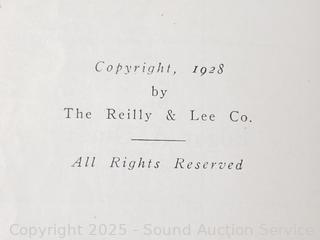 Copyright, 1928
by
The Reilly & Lee Co.
All Rights Reserved
Copyright 2025 - Sound Auction Service